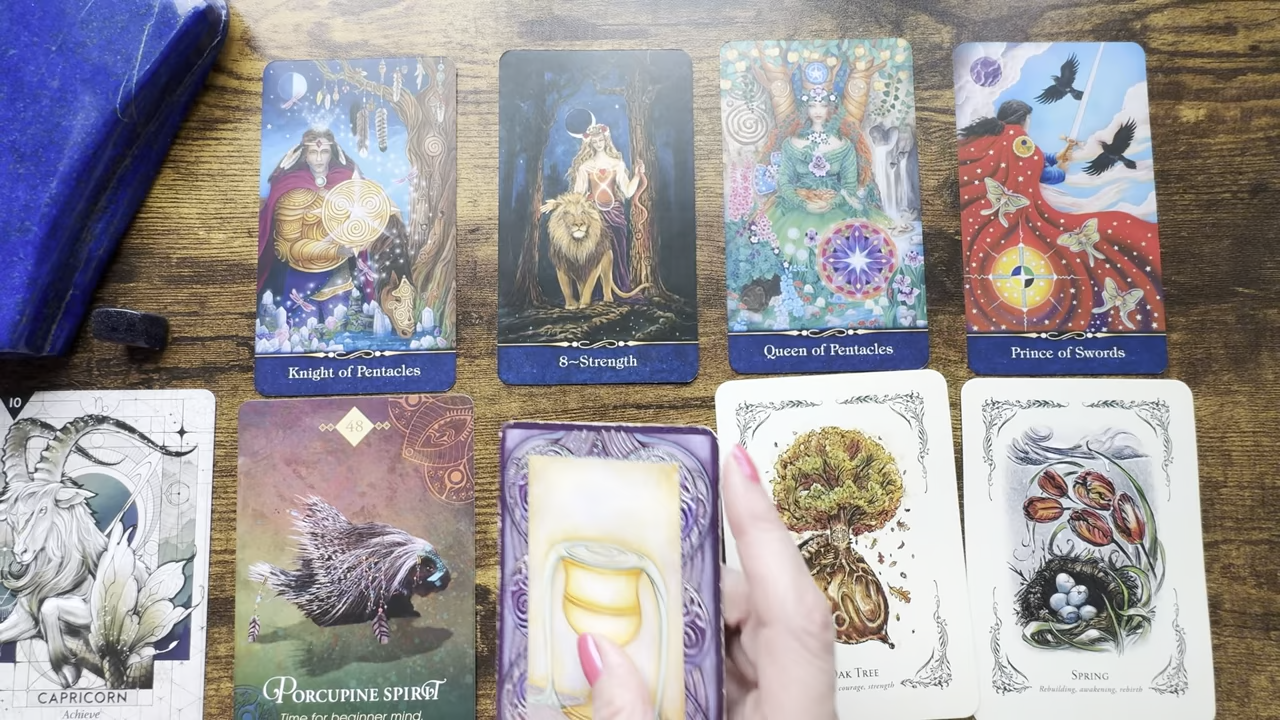 Knight of Pentacles
8~Strength
Queen of Pentacles
Prince of Swords
10
CAPRICORN
Achieve
48
PORCUPINE SPIRIT
Time for beginner mind.
OAK TREE
courage, strength
SPRING
Rebuilding, awakening, rebirth